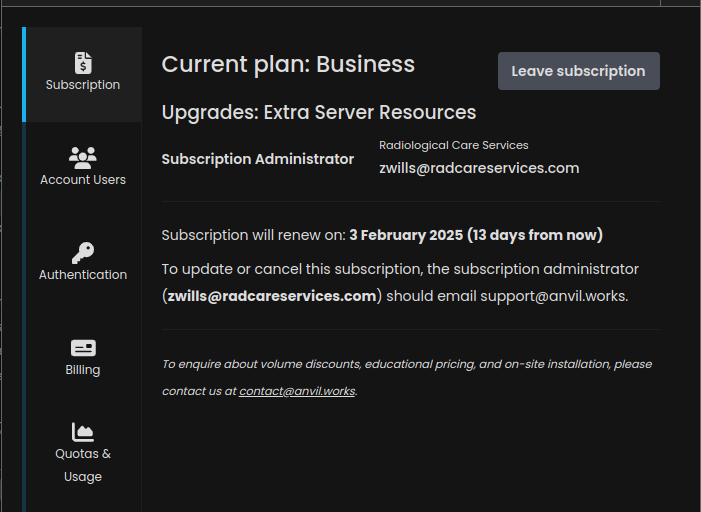 Subscription
Account Users
Authentication
Billing
Quotas &
Usage
Current plan: Business
Leave subscription
Upgrades: Extra Server Resources
Subscription Administrator
Radiological Care Services
zwills@radcareservices.com
Subscription will renew on: 3 February 2025 (13 days from now)
To update or cancel this subscription, the subscription administrator
(zwills@radcareservices.com) should email support@anvil.works.
To enquire about volume discounts, educational pricing, and on-site installation, please
contact us at contact@anvil.works.